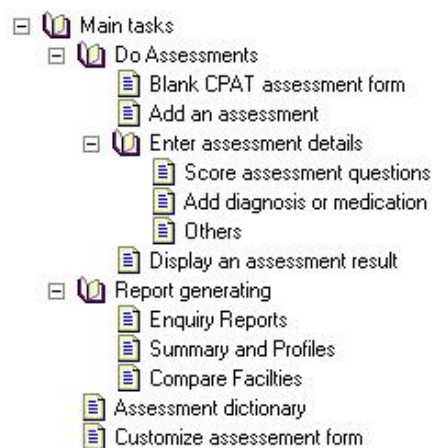 Main tasks
Do Assessments
Blank CPAT assessment form
Add an assessment
Enter assessment details
Score assessment questions
Add diagnosis or medication
Others
Display an assessment result
Report generating
Enquiry Reports
Summary and Profiles
Compare Facilties
Assessment dictionary
Customize assessement form